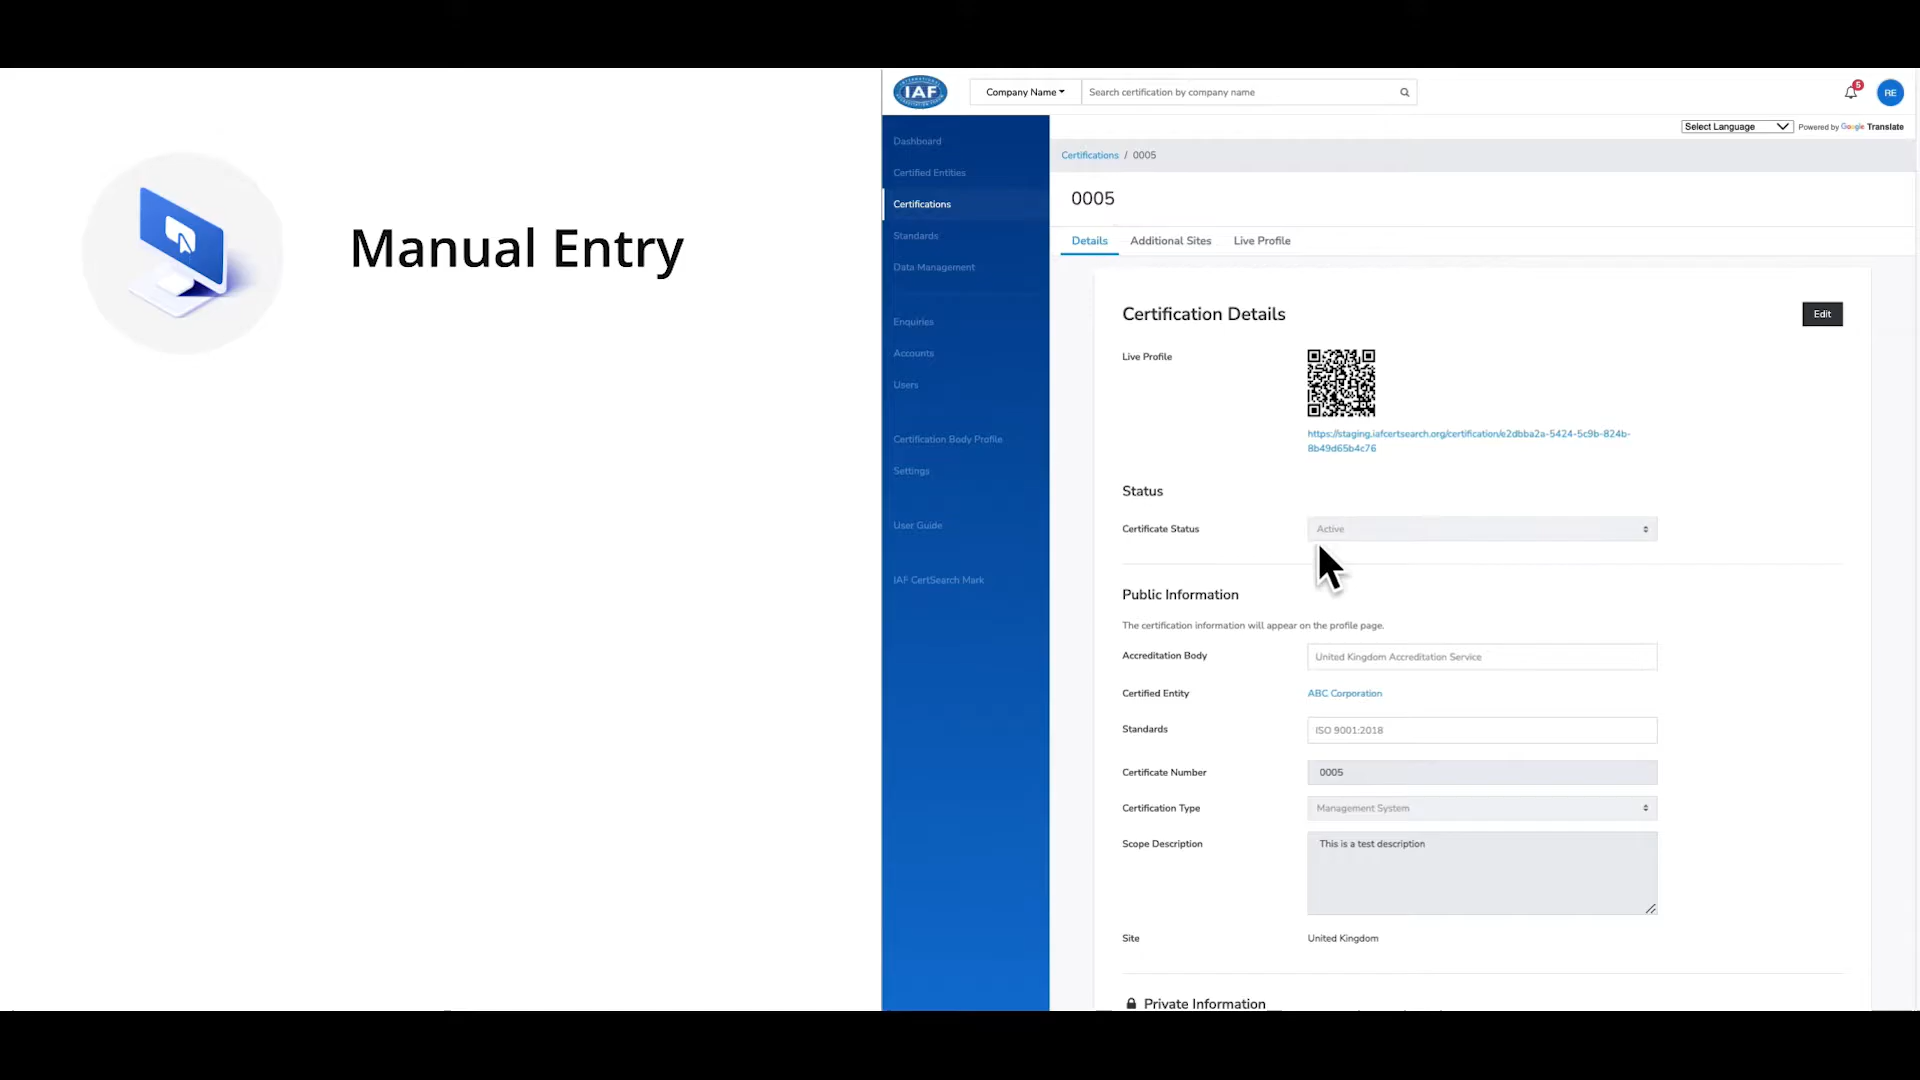 Manual Entry
INTERNATIONAL
IAF
ACCREDITATION FORUM
Company Name
Search certification by company name
5
RE
Select Language
Powered by Google Translate
Dashboard
Certified Entities
Certifications
Standards
Data Management
Enquiries
Accounts
Users
Certification Body Profile
Settings
User Guide
IAF CertSearch Mark
Certifications / 0005
0005
Details
Additional Sites
Live Profile
Certification Details
Edit
Live Profile
https://staging.iafcertsearch.org/certification/e2dbba2a-5424-5c9b-824b-
8b49d65b4c76
Status
Certificate Status
Active
Public Information
The certification information will appear on the profile page.
Accreditation Body
United Kingdom Accreditation Service
Certified Entity
ABC Corporation
Standards
ISO 9001:2018
Certificate Number
0005
Certification Type
Management System
Scope Description
This is a test description
Site
United Kingdom
Private Information